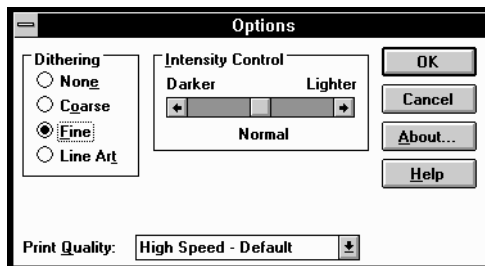 Options
Dithering
None
Coarse
Fine
Line Art
Intensity Control
Darker Lighter
Normal
OK
Cancel
About...
Help
Print Quality: High Speed - Default